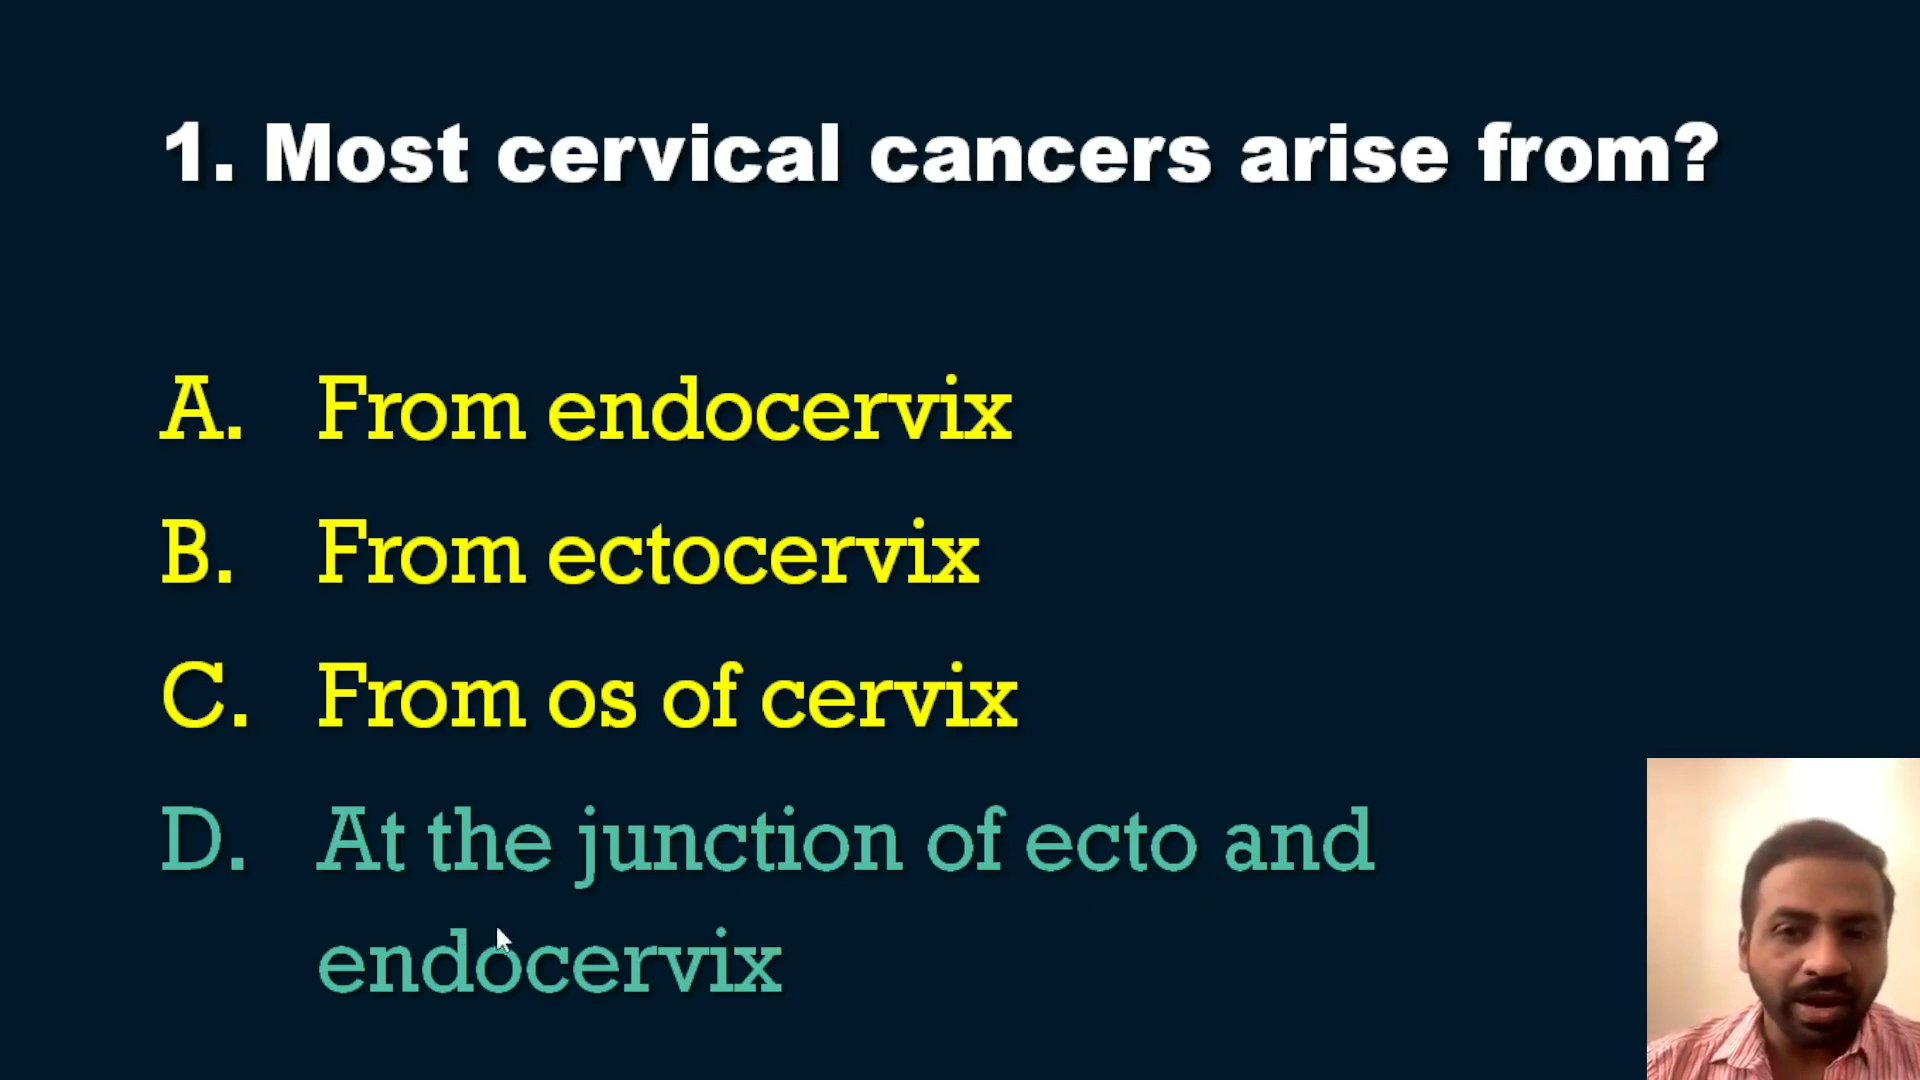 1. Most cervical cancers arise from?
A. From endocervix
B. From ectocervix
C. From os of cervix
D. At the junction of ecto and
endocervix